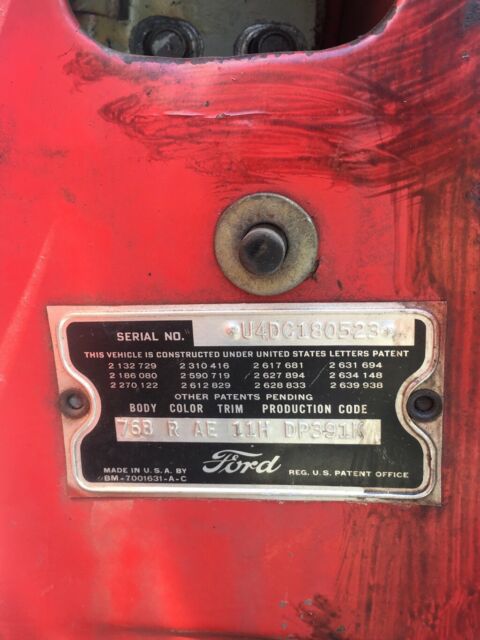 SERIAL NO. *U4DC180523*
THIS VEHICLE IS CONSTRUCTED UNDER UNITED STATES LETTERS PATENT
2 132 729 2 310 416 2 617 681 2 631 694
2 186 080 2 590 719 2 627 894 2 634 148
2 270 122 2 612 829 2 628 833 2 639 938
OTHER PATENTS PENDING
BODY COLOR TRIM PRODUCTION CODE
76B R AE 11H DP391K
MADE IN U.S.A. BY
BM-7001631-A-C
Ford
REG. U.S. PATENT OFFICE